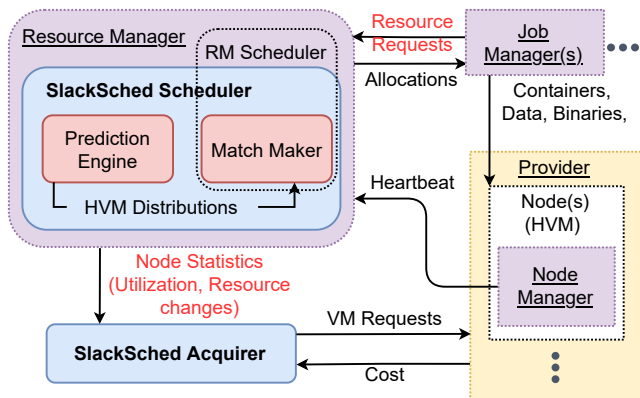 Resource Manager
RM Scheduler
SlackSched Scheduler
Prediction
Engine
Match Maker
HVM Distributions
Resource
Requests
Allocations
Job
Manager(s)
Containers,
Data, Binaries,
Provider
Node(s)
(HVM)
Node
Manager
Heartbeat
Node Statistics
(Utilization, Resource
changes)
SlackSched Acquirer
VM Requests
Cost